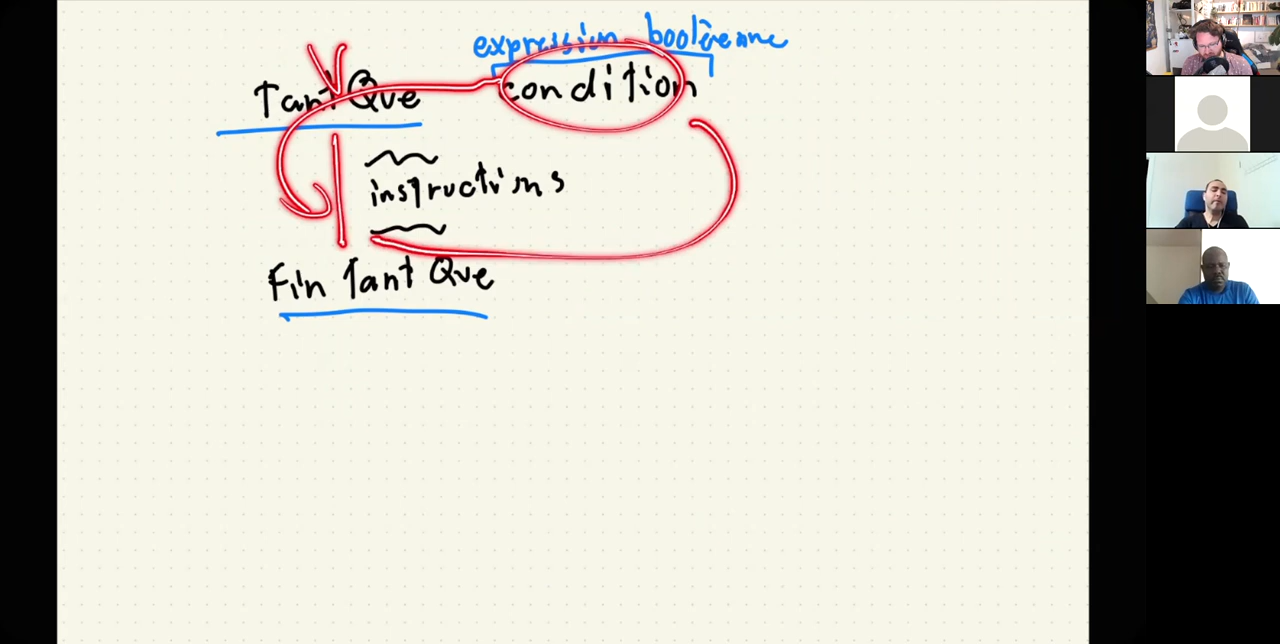 expression booléenne
V
Tant Que condition
instructions
Fin Tant Que